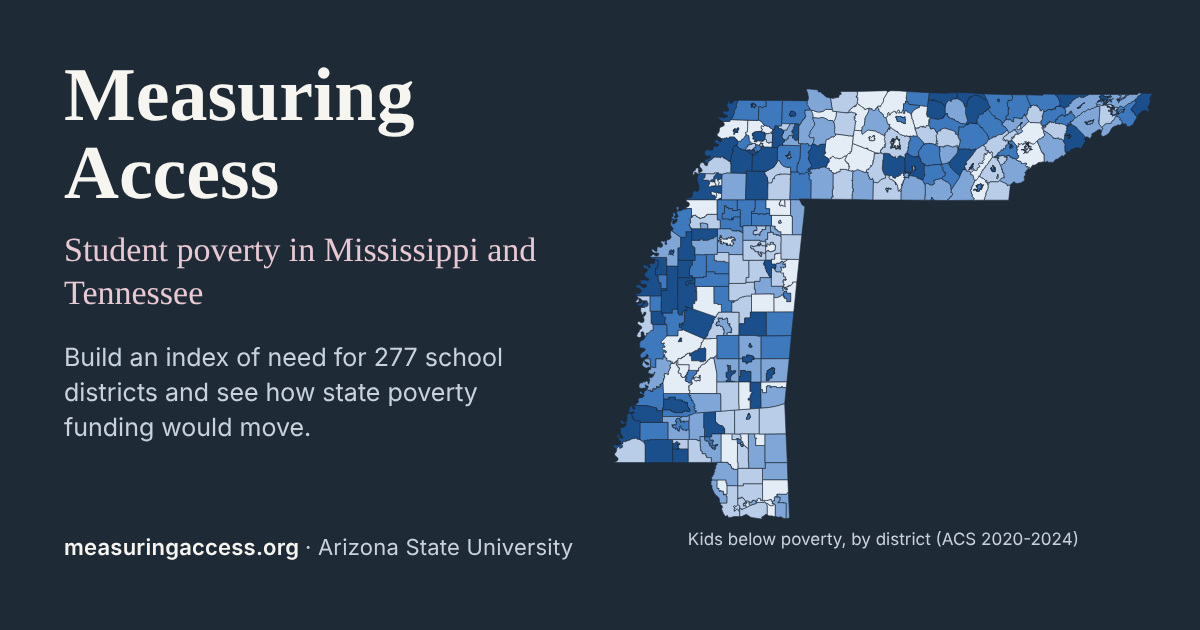 Measuring
Access
Student poverty in Mississippi and
Tennessee
Build an index of need for 277 school
districts and see how state poverty
funding would move.
measuringaccess.org · Arizona State University
Kids below poverty, by district (ACS 2020-2024)